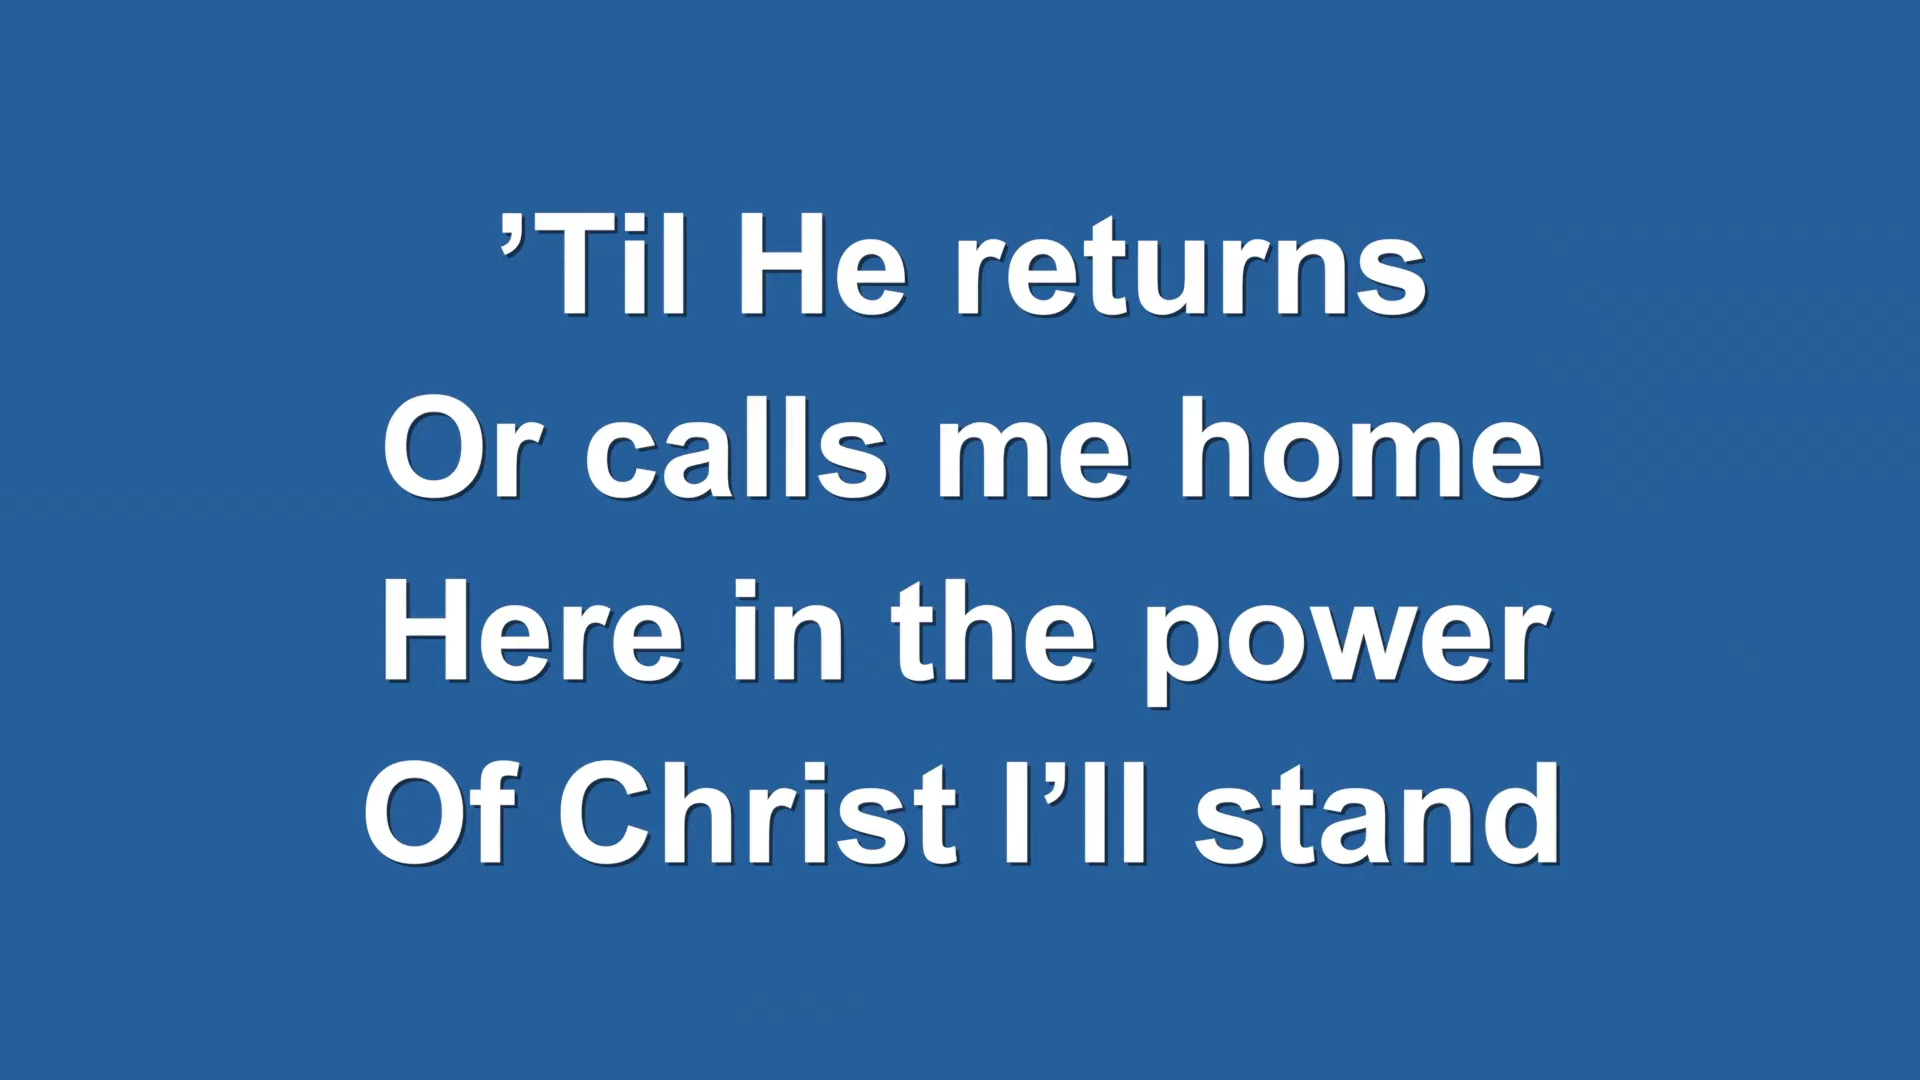 ’Til He returns
Or calls me home
Here in the power
Of Christ I’ll stand